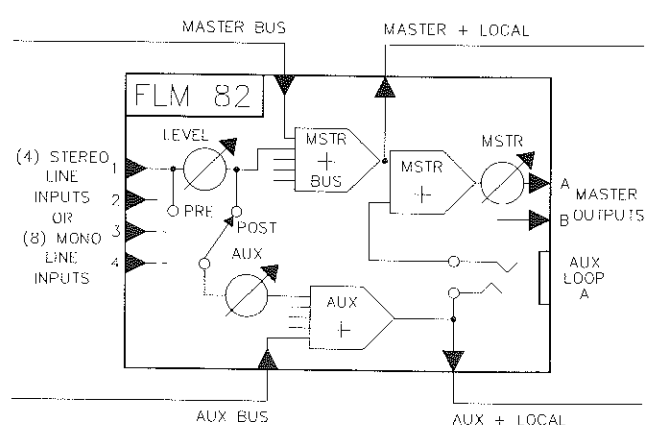 MASTER BUS
MASTER + LOCAL
FLM 82
LEVEL
MSTR
+
BUS
MSTR
+
MSTR
(4) STEREO
LINE
INPUTS
OR
(8) MONO
LINE
INPUTS
1
2
3
4
PRE
POST
A
B
MASTER
OUTPUTS
AUX
AUX
+
AUX
LOOP
A
AUX BUS
AUX + LOCAL